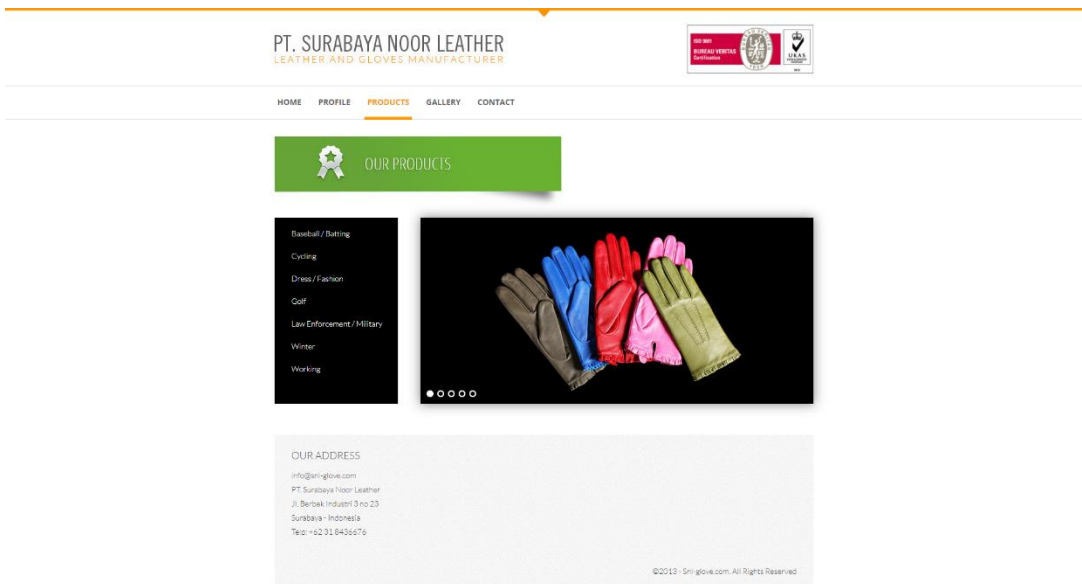 PT. SURABAYA NOOR LEATHER
LEATHER AND GLOVES MANUFACTURER
ISO 9001
BUREAU VERITAS
Certification
UKAS
HOME PROFILE PRODUCTS GALLERY CONTACT
OUR PRODUCTS
Baseball / Batting
Cycling
Dress / Fashion
Golf
Law Enforcement / Military
Winter
Working
OUR ADDRESS
info@sni-glove.com
PT. Surabaya Noor Leather
Jl. Berbek Industri 3 no 23
Surabaya - Indonesia
Telp: +62 31 8436676
©2013 - Sni-glove.com. All Rights Reserved